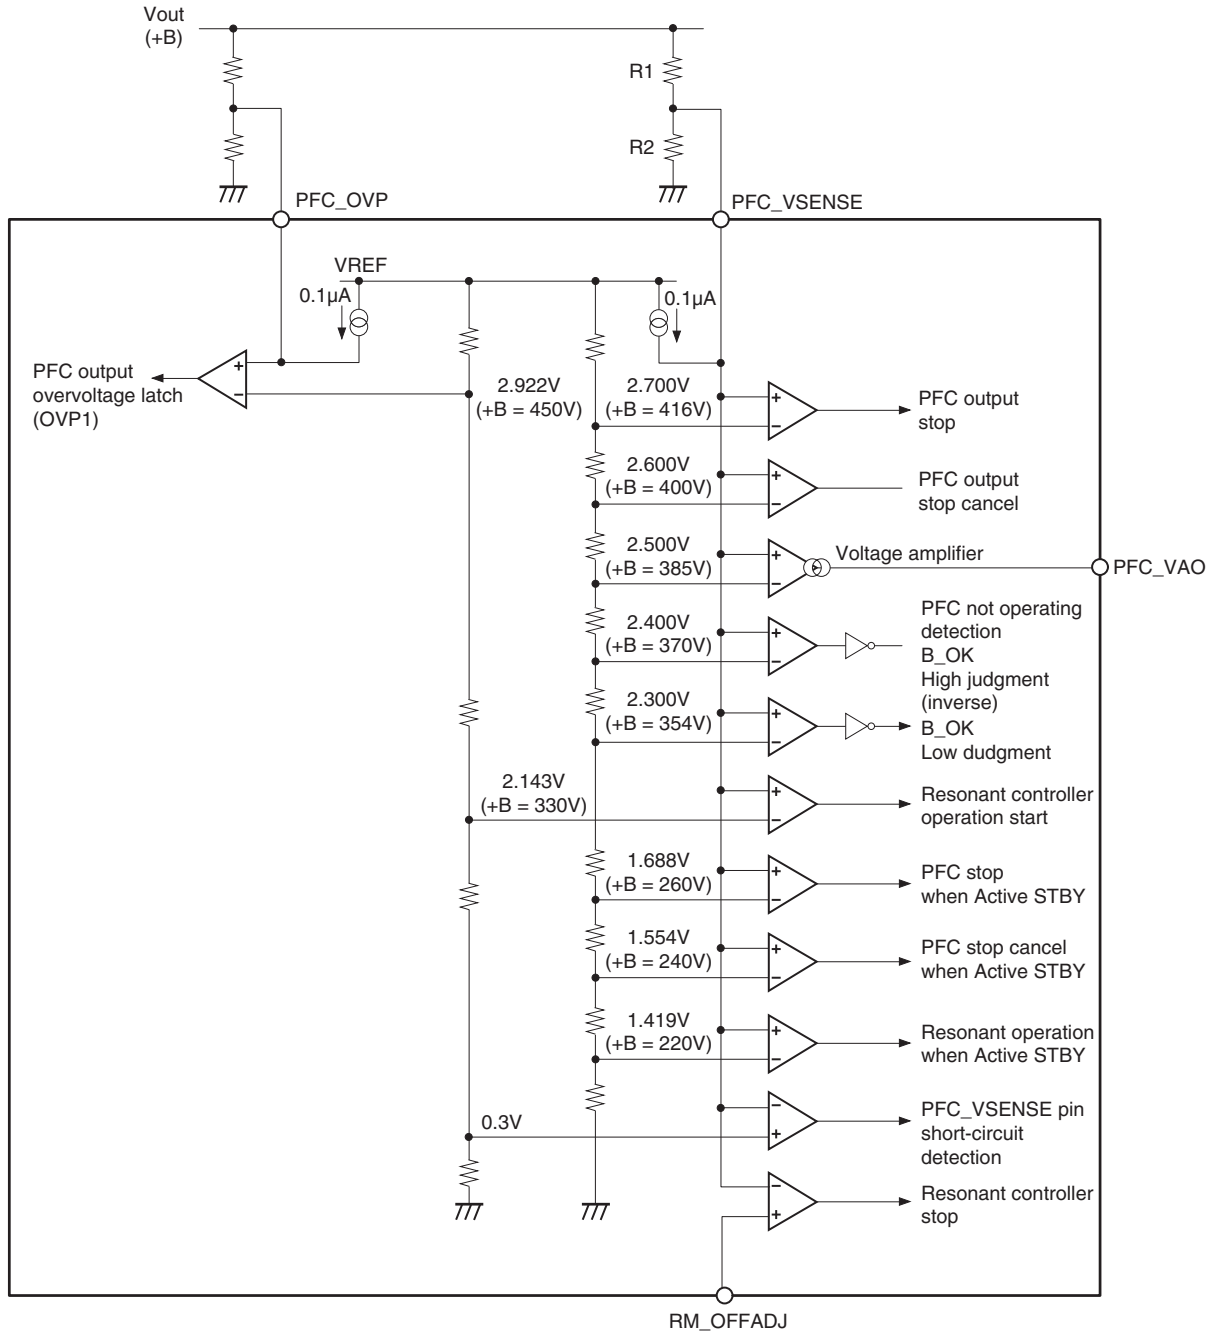 Vout
(+B)
R1
R2
PFC_OVP
PFC_VSENSE
VREF
0.1μA
0.1μA
PFC output
overvoltage latch
(OVP1)
+
−
2.922V
(+B = 450V)
2.700V
(+B = 416V)
+
−
PFC output
stop
2.600V
(+B = 400V)
+
−
PFC output
stop cancel
2.500V
(+B = 385V)
+
−
Voltage amplifier
PFC_VAO
2.400V
(+B = 370V)
+
−
PFC not operating
detection
B_OK
High judgment
(inverse)
2.300V
(+B = 354V)
+
−
B_OK
Low dudgment
2.143V
(+B = 330V)
+
−
Resonant controller
operation start
1.688V
(+B = 260V)
+
−
PFC stop
when Active STBY
1.554V
(+B = 240V)
+
−
PFC stop cancel
when Active STBY
1.419V
(+B = 220V)
+
−
Resonant operation
when Active STBY
0.3V
−
+
PFC_VSENSE pin
short-circuit
detection
−
+
Resonant controller
stop
RM_OFFADJ